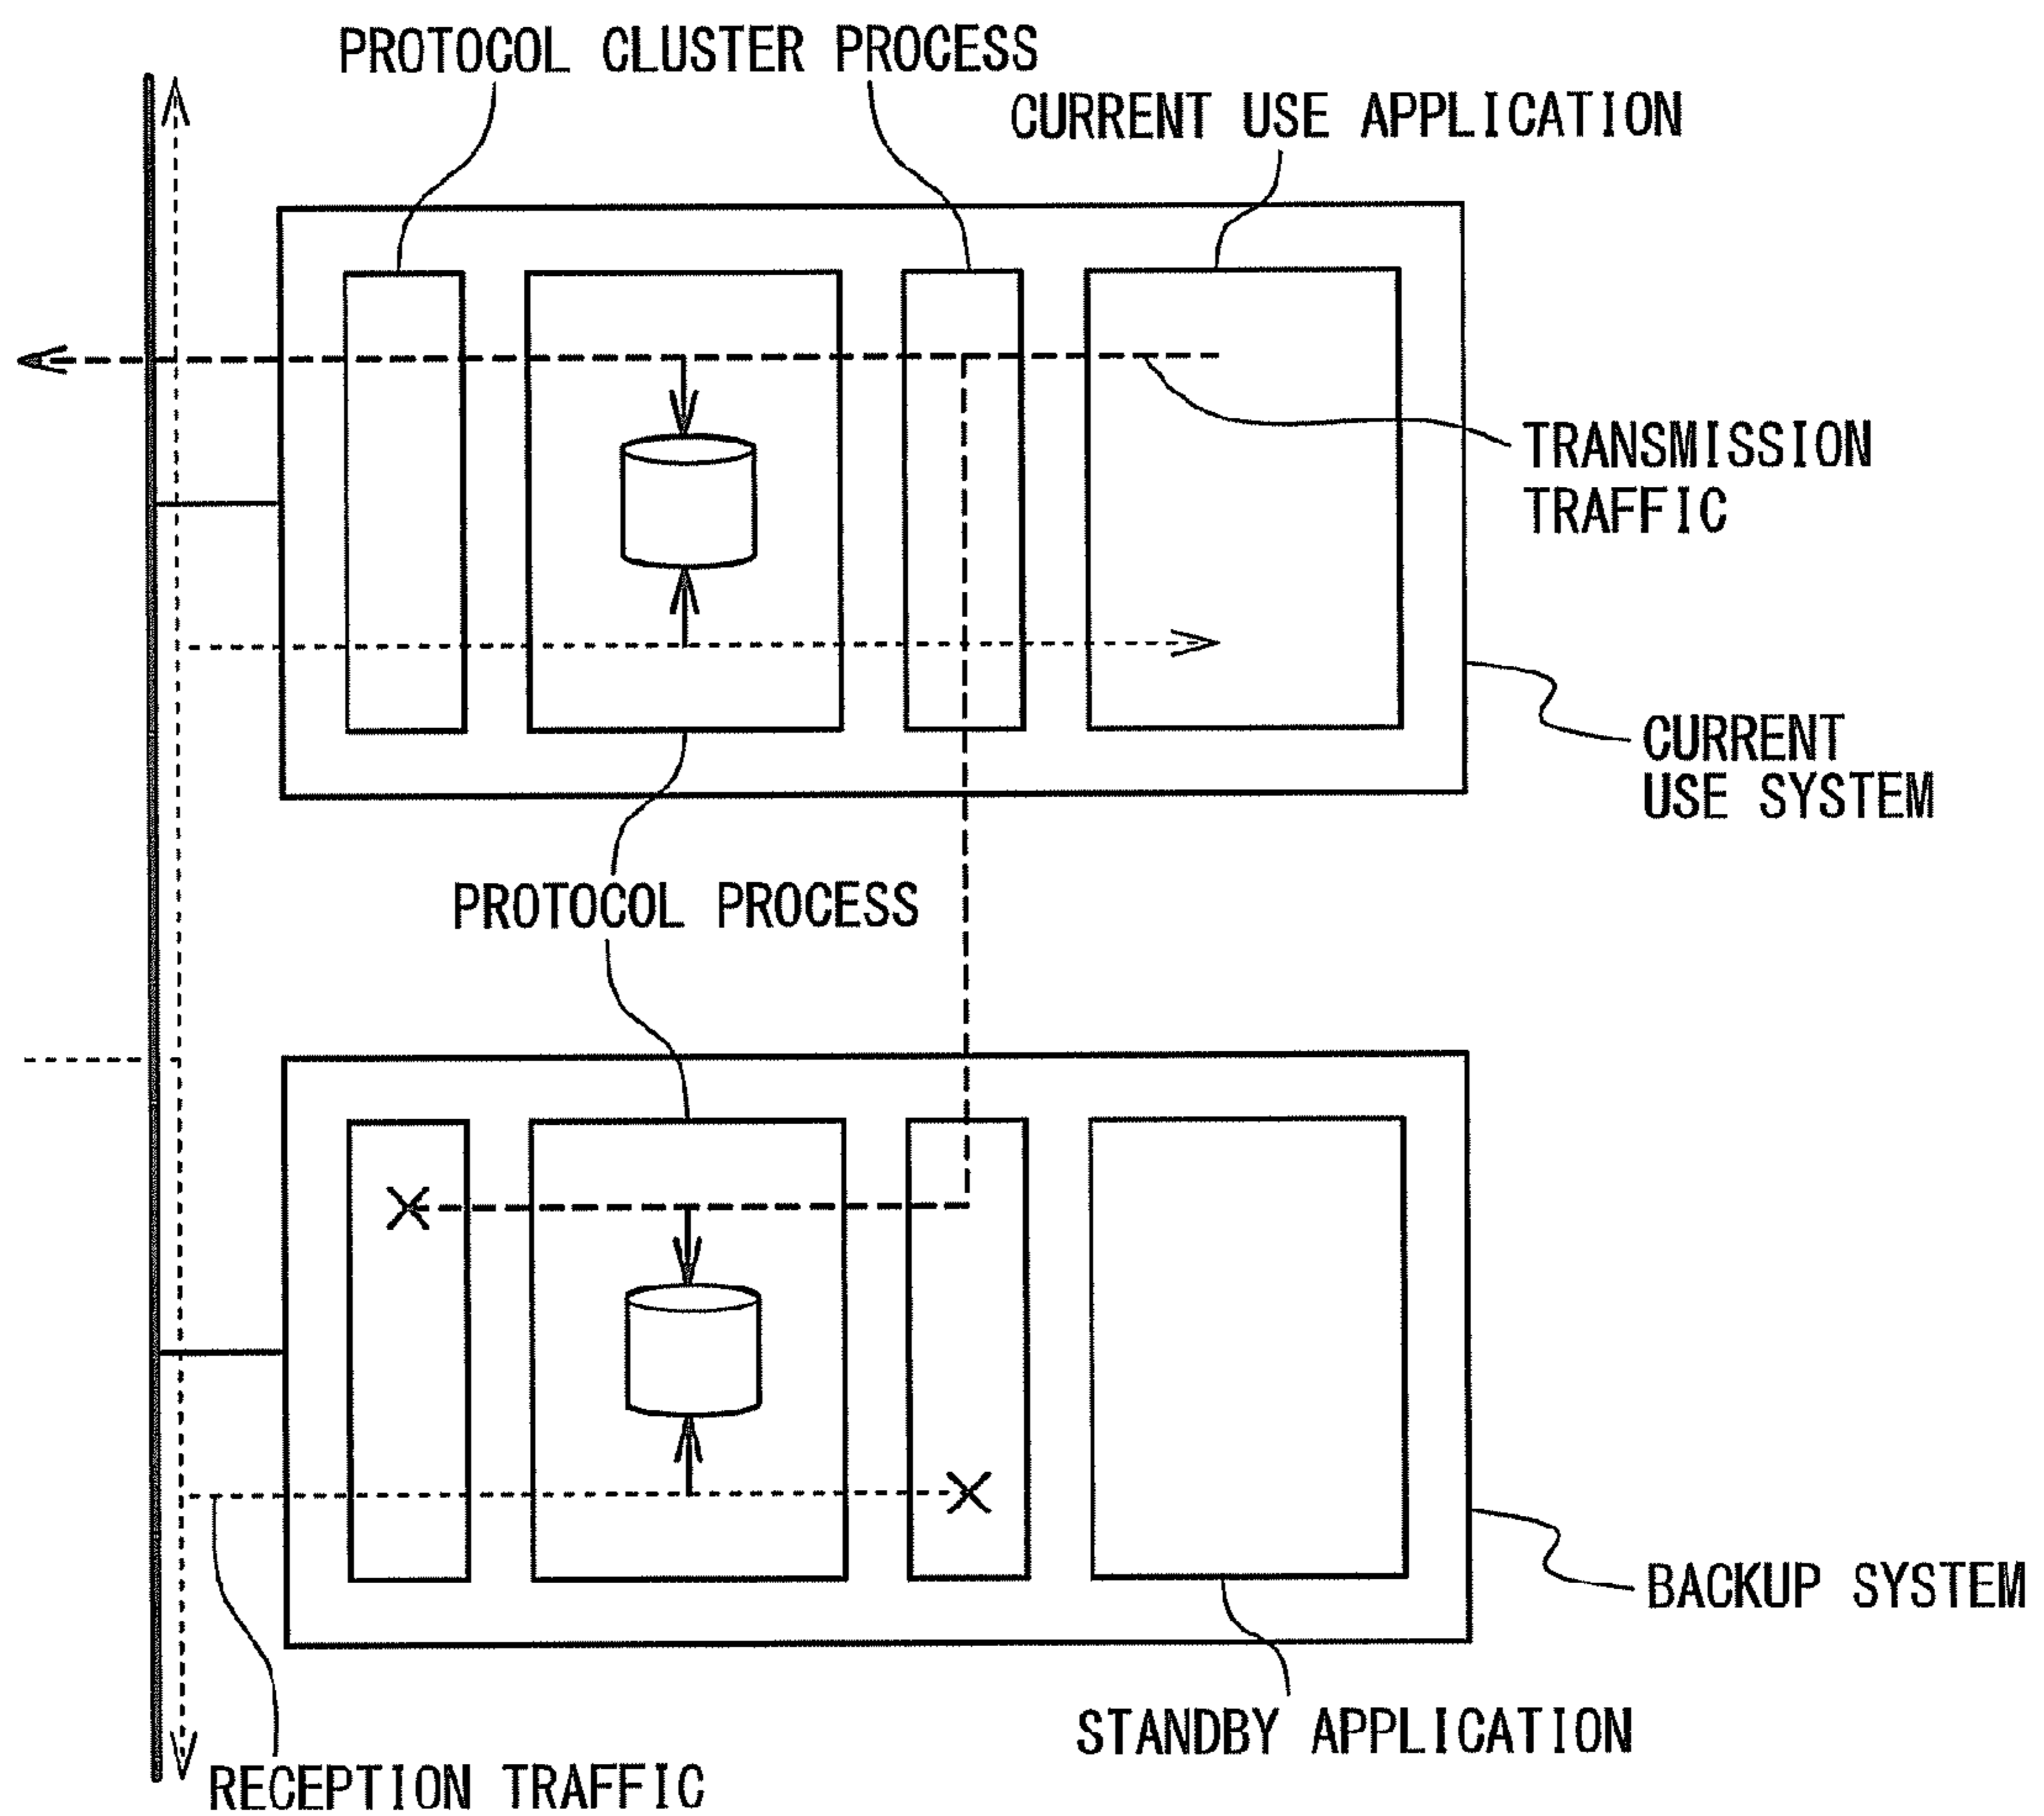 PROTOCOL CLUSTER PROCESS
CURRENT USE APPLICATION
TRANSMISSION
TRAFFIC
CURRENT
USE SYSTEM
PROTOCOL PROCESS
BACKUP SYSTEM
STANDBY APPLICATION
RECEPTION TRAFFIC